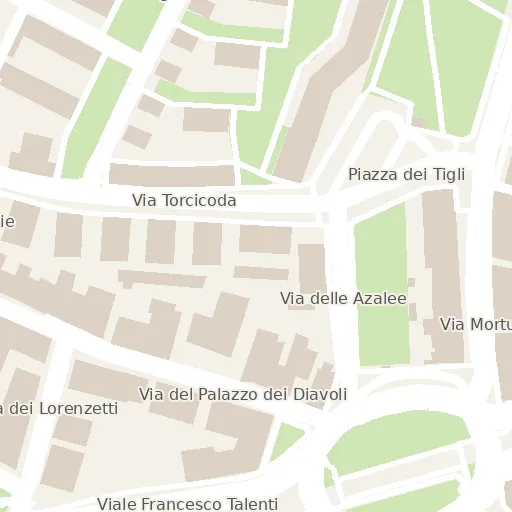 Piazza dei Tigli
Via Torcicoda
ie
Via delle Azalee
Via Mortu
Via del Palazzo dei Diavoli
a dei Lorenzetti
Viale Francesco Talenti